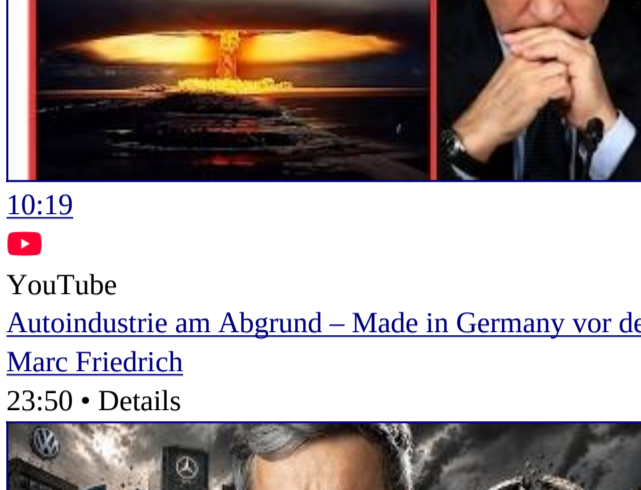 10:19
YouTube
Autoindustrie am Abgrund – Made in Germany vor de
Marc Friedrich
23:50 • Details